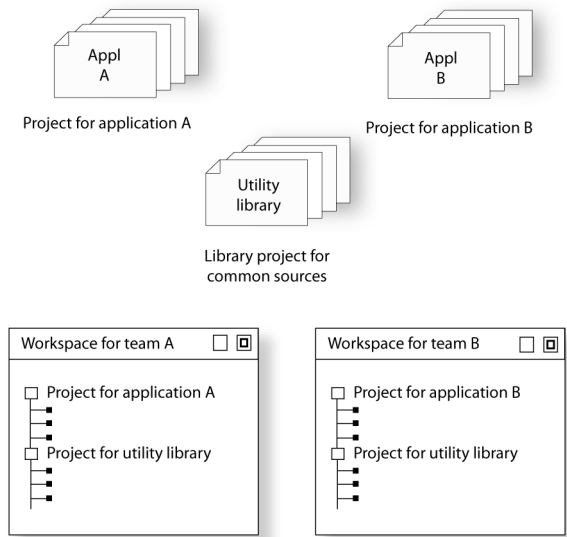 Appl
A
Project for application A
Appl
B
Project for application B
Utility
library
Library project for
common sources
Workspace for team A
Project for application A
Project for utility library
Workspace for team B
Project for application B
Project for utility library